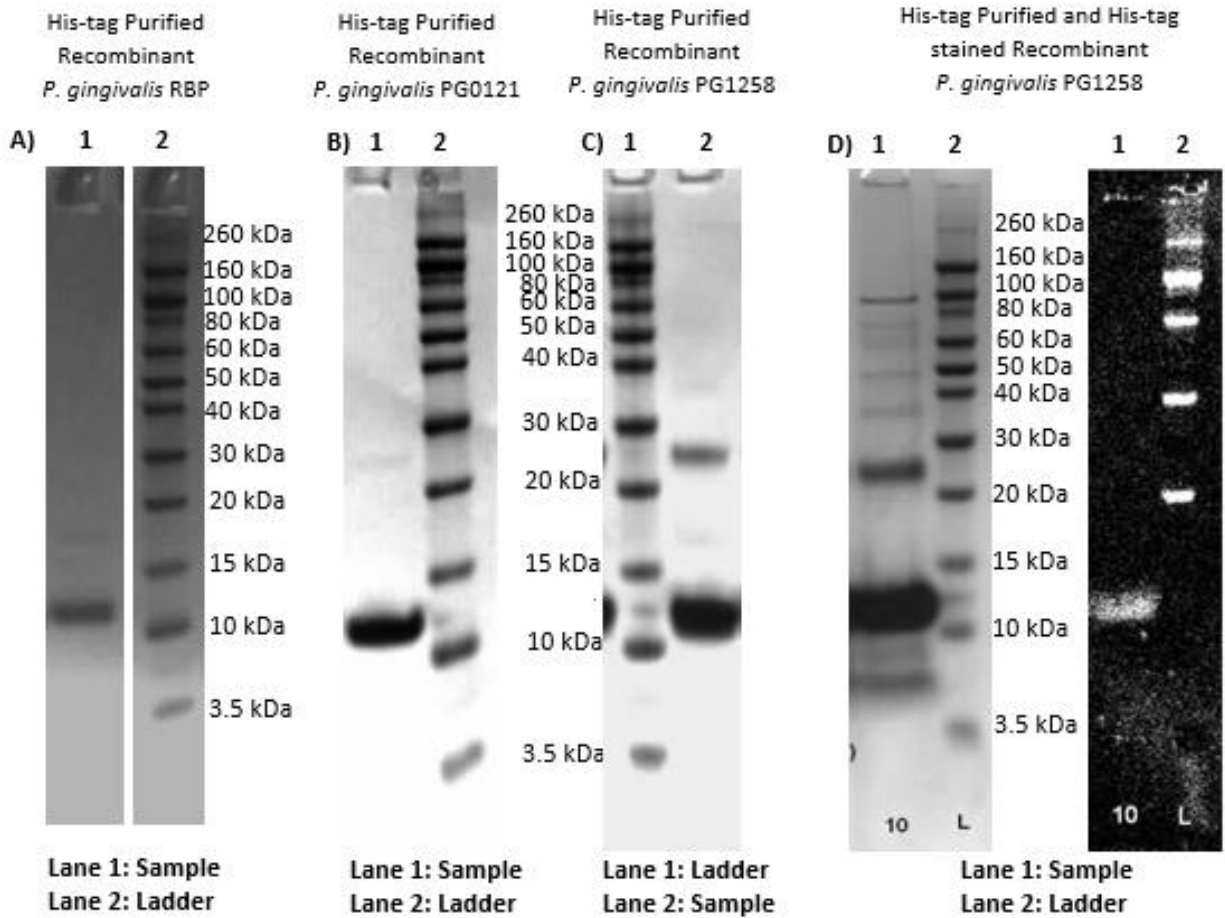 His-tag Purified
Recombinant
P. gingivalis RBP
His-tag Purified
Recombinant
P. gingivalis PG0121
His-tag Purified
Recombinant
P. gingivalis PG1258
His-tag Purified and His-tag
stained Recombinant
P. gingivalis PG1258
A) 1 2
260 kDa
160 kDa
100 kDa
80 kDa
60 kDa
50 kDa
40 kDa
30 kDa
20 kDa
15 kDa
10 kDa
3.5 kDa
Lane 1: Sample
Lane 2: Ladder
B) 1 2
260 kDa
160 kDa
100 kDa
80 kDa
60 kDa
50 kDa
40 kDa
30 kDa
20 kDa
15 kDa
10 kDa
3.5 kDa
Lane 1: Sample
Lane 2: Ladder
C) 1 2
Lane 1: Ladder
Lane 2: Sample
D) 1 2
260 kDa
160 kDa
100 kDa
80 kDa
60 kDa
50 kDa
40 kDa
30 kDa
20 kDa
15 kDa
10 kDa
3.5 kDa
10 L
1 2
10 L
Lane 1: Sample
Lane 2: Ladder